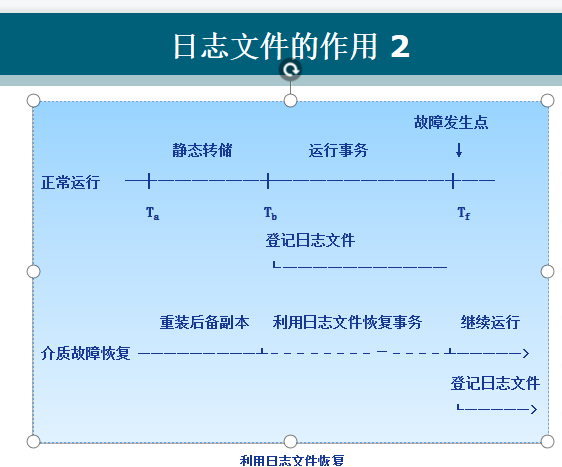 日志文件的作用 2
故障发生点
静态转储 运行事务 ↓
正常运行
Ta Tb Tf
登记日志文件
重装后备副本 利用日志文件恢复事务 继续运行
介质故障恢复
登记日志文件
利用日志文件恢复